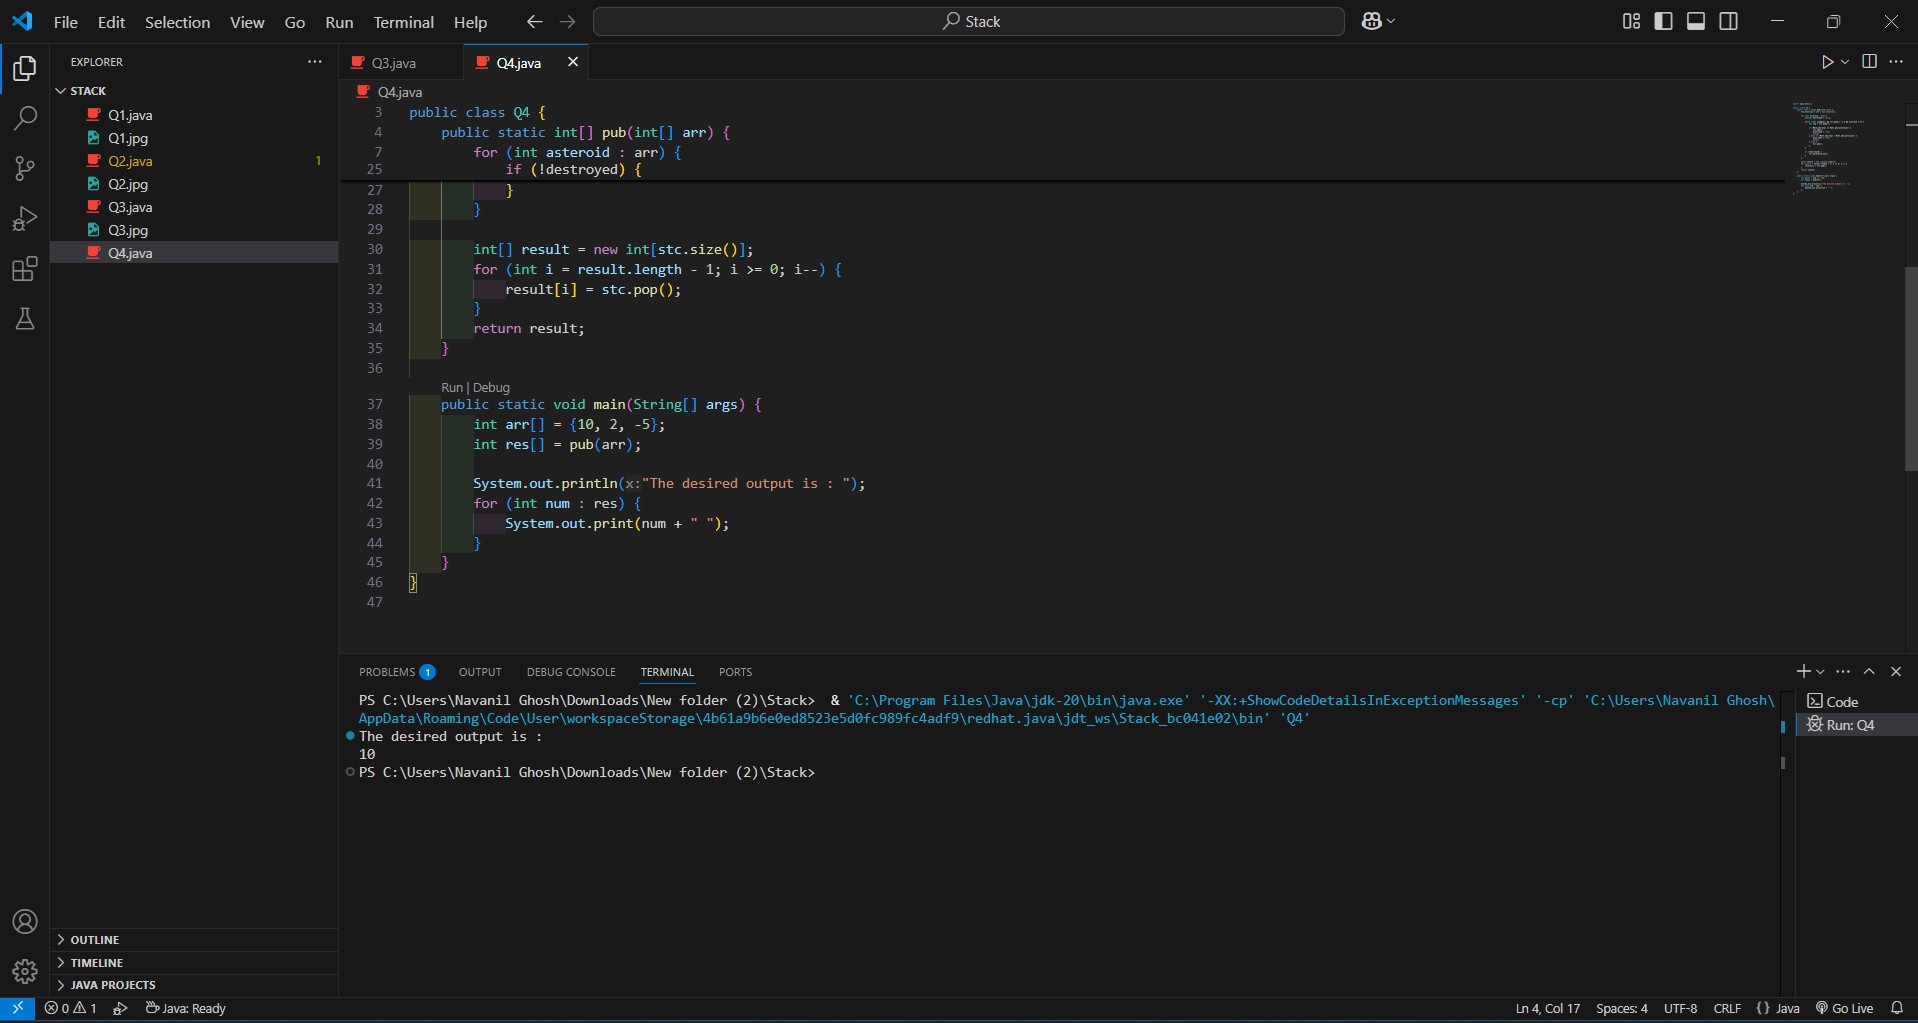 File Edit Selection View Go Run Terminal Help Stack
EXPLORER
STACK
Q1.java
Q1.jpg
Q2.java 1
Q2.jpg
Q3.java
Q3.jpg
Q4.java
OUTLINE
TIMELINE
JAVA PROJECTS
Q3.java Q4.java
Q4.java
3 public class Q4 {
4 public static int[] pub(int[] arr) {
7 for (int asteroid : arr) {
25 if (!destroyed) {
27 }
28 }
29
30 int[] result = new int[stc.size()];
31 for (int i = result.length - 1; i >= 0; i--) {
32 result[i] = stc.pop();
33 }
34 return result;
35 }
36
Run | Debug
37 public static void main(String[] args) {
38 int arr[] = {10, 2, -5};
39 int res[] = pub(arr);
40
41 System.out.println(x:"The desired output is : ");
42 for (int num : res) {
43 System.out.print(num + " ");
44 }
45 }
46 }
47
PROBLEMS 1 OUTPUT DEBUG CONSOLE TERMINAL PORTS
PS C:\Users\Navanil Ghosh\Downloads\New folder (2)\Stack> & 'C:\Program Files\Java\jdk-20\bin\java.exe' '-XX:+ShowCodeDetailsInExceptionMessages' '-cp' 'C:\Users\Navanil Ghosh\
AppData\Roaming\Code\User\workspaceStorage\4b61a9b6e0ed8523e5d0fc989fc4adf9\redhat.java\jdt_ws\Stack_bc041e02\bin' 'Q4'
The desired output is :
10
PS C:\Users\Navanil Ghosh\Downloads\New folder (2)\Stack>
Code
Run: Q4
0 1 Java: Ready Ln 4, Col 17 Spaces: 4 UTF-8 CRLF {} Java Go Live